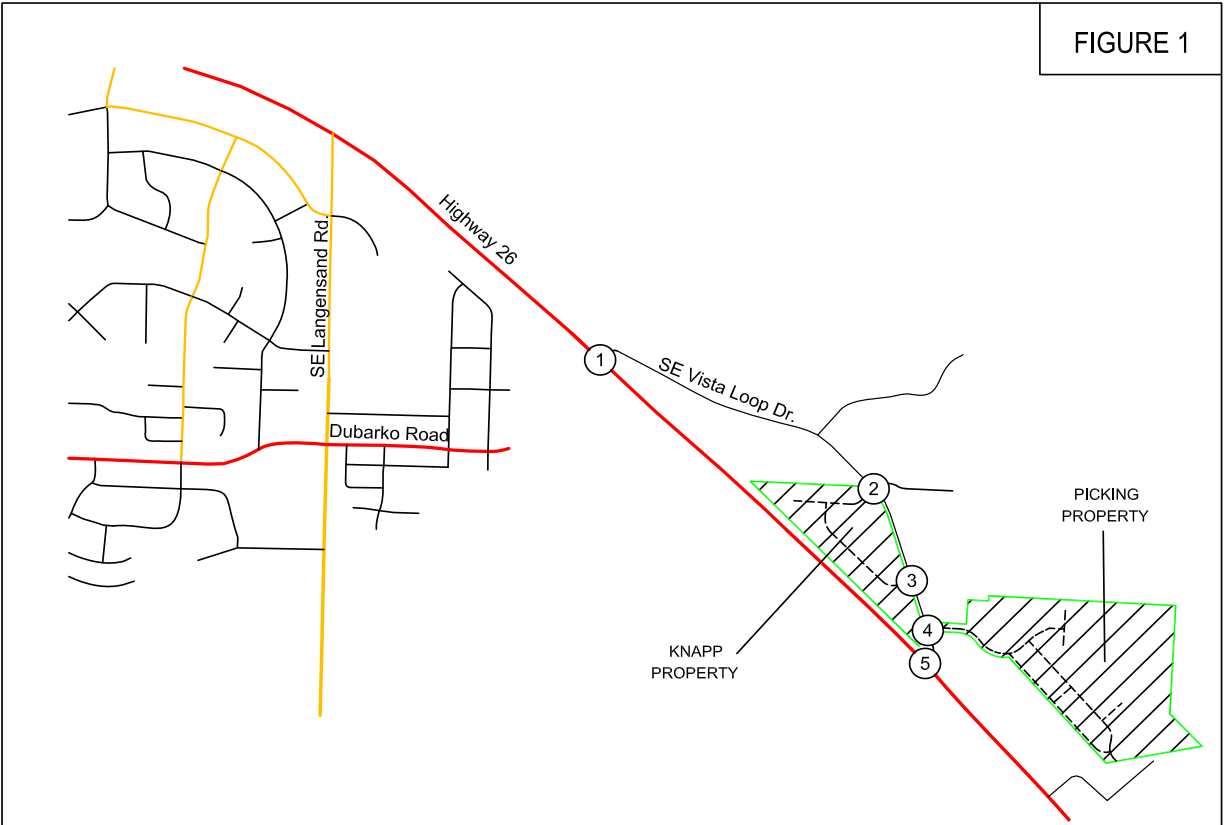 FIGURE 1
Highway 26
SE Langensand Rd.
1
SE Vista Loop Dr.
Dubarko Road
2
PICKING
PROPERTY
3
4
KNAPP
PROPERTY
5